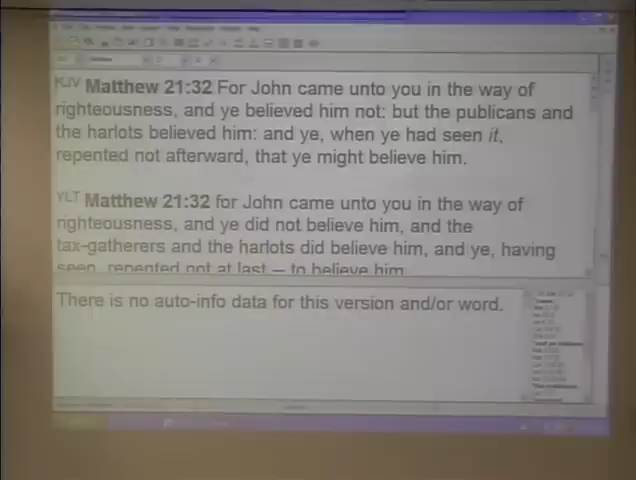 KJV Matthew 21:32 For John came unto you in the way of
righteousness, and ye believed him not: but the publicans and
the harlots believed him: and ye, when ye had seen it,
repented not afterward, that ye might believe him.
YLT Matthew 21:32 for John came unto you in the way of
righteousness, and ye did not believe him, and the
tax-gatherers and the harlots did believe him, and ye, having
seen, repented not at last — to believe him.
There is no auto-info data for this version and/or word.